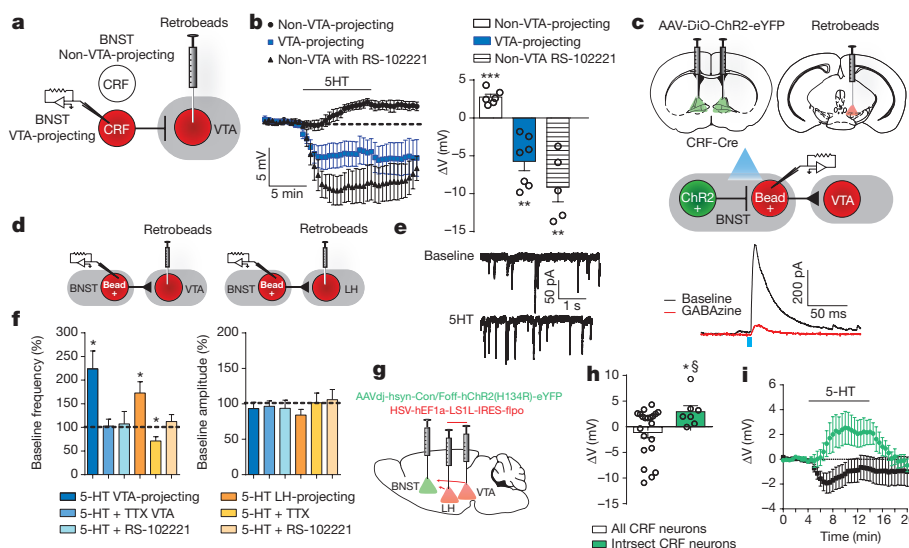 a
Retrobeads
BNST
Non-VTA-projecting
CRF
CRF
VTA
BNST
VTA-projecting
b
Non-VTA-projecting
VTA-projecting
Non-VTA with RS-102221
5HT
5 mV
5 min
Non-VTA-projecting
VTA-projecting
Non-VTA RS-102221
ΔV (mV)
5
0
−5
−10
−15
***
**
**
c
AAV-DiO-ChR2-eYFP
Retrobeads
CRF-Cre
ChR2
+
Bead
+
VTA
BNST
Baseline
GABAzine
200 pA
50 ms
d
Retrobeads
Retrobeads
BNST
Bead
+
VTA
BNST
Bead
+
LH
e
Baseline
50 pA
1 s
5HT
f
Baseline frequency (%)
300
250
200
150
100
50
0
*
*
*
Baseline amplitude (%)
200
150
100
50
0
5-HT VTA-projecting
5-HT + TTX VTA
5-HT + RS-102221
5-HT LH-projecting
5-HT + TTX
5-HT + RS-102221
g
AAVdj-hsyn-Con/Foff-hChR2(H134R)-eYFP
HSV-hEF1a-LS1L-IRES-flpo
BNST
LH
VTA
h
ΔV (mV)
15
10
5
0
−5
−10
−15
* §
All CRF neurons
Intrsect CRF neurons
i
5-HT
ΔV (mV)
6
4
2
0
−2
−4
0
4
8
12
16
20
Time (min)